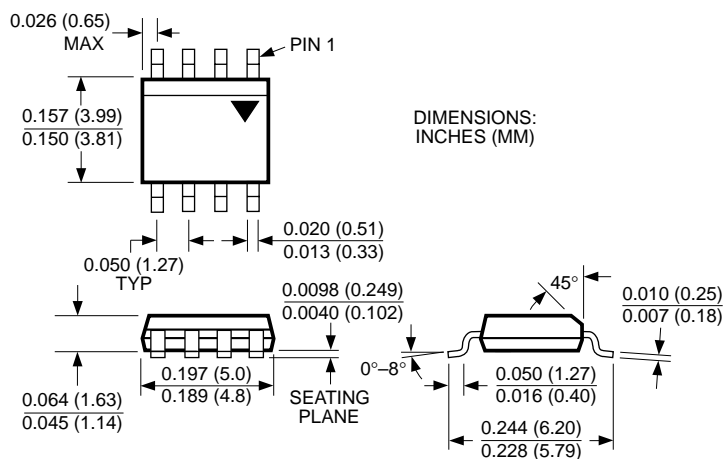 0.026 (0.65)
MAX
PIN 1
0.157 (3.99)
0.150 (3.81)
DIMENSIONS:
INCHES (MM)
0.020 (0.51)
0.013 (0.33)
0.050 (1.27)
TYP
0.0098 (0.249)
0.0040 (0.102)
45°
0.010 (0.25)
0.007 (0.18)
0°–8°
0.064 (1.63)
0.045 (1.14)
0.197 (5.0)
0.189 (4.8)
SEATING
PLANE
0.050 (1.27)
0.016 (0.40)
0.244 (6.20)
0.228 (5.79)